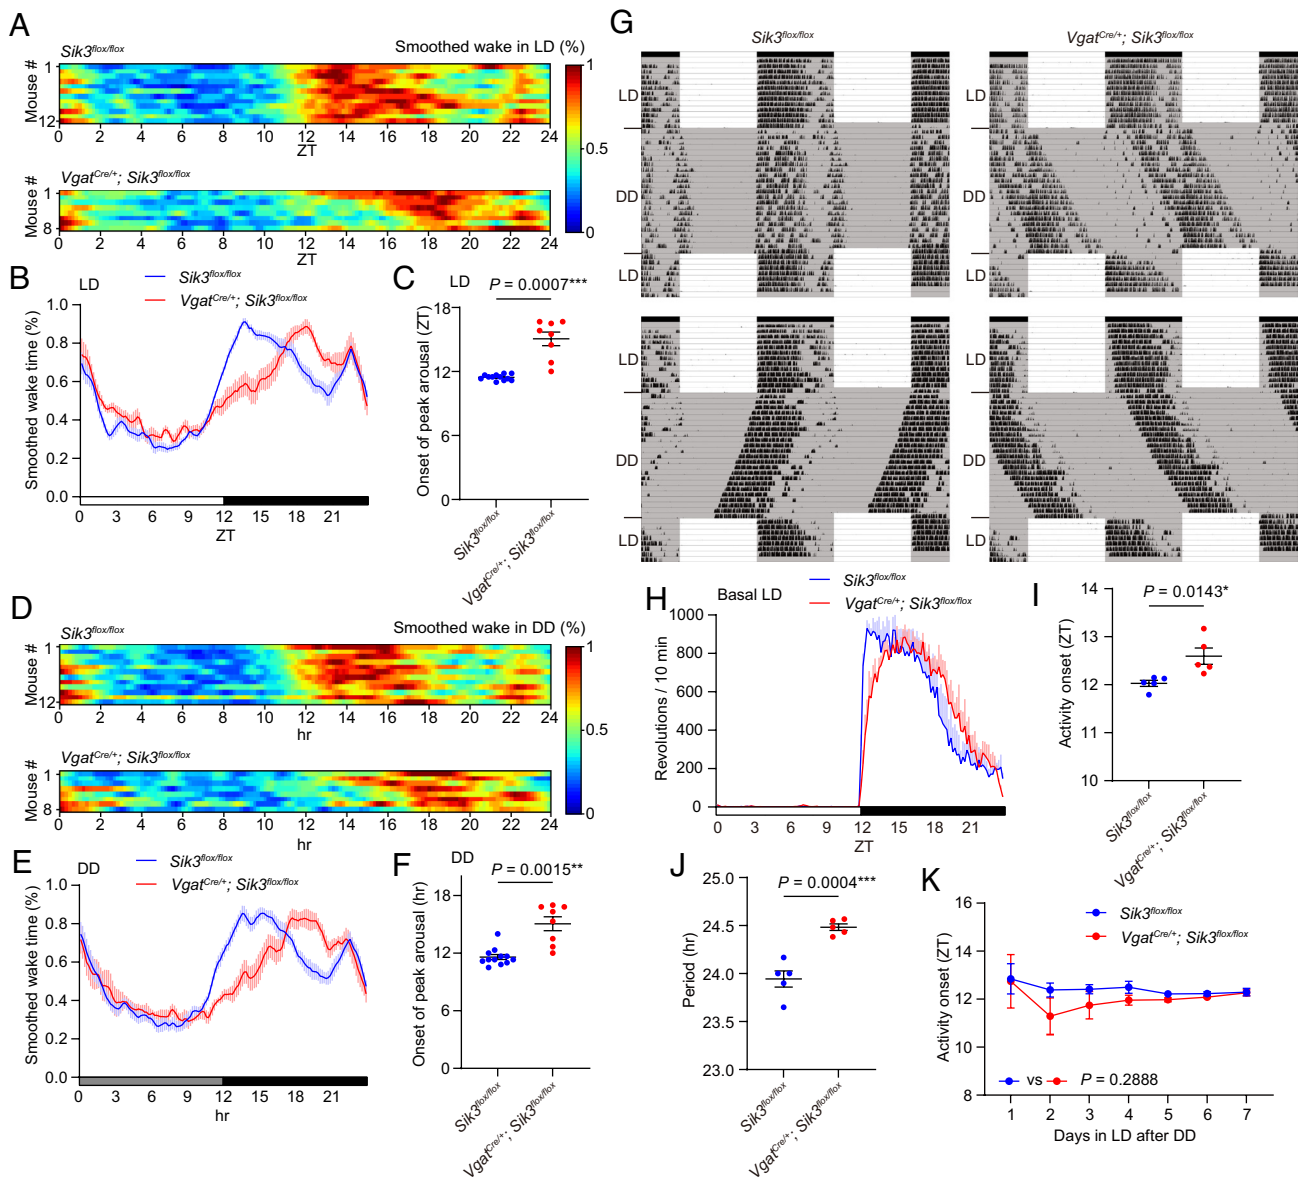 A
Sik3flox/flox
Smoothed wake in LD (%)
Mouse #
1
12
0 2 4 6 8 10 12 14 16 18 20 22 24
ZT
1
0.5
0
VgatCre/+; Sik3flox/flox
Mouse #
1
8
0 2 4 6 8 10 12 14 16 18 20 22 24
ZT
B
LD
Sik3flox/flox
VgatCre/+; Sik3flox/flox
Smoothed wake time (%)
1.0
0.8
0.6
0.4
0.2
0.0
0 3 6 9 12 15 18 21
ZT
C
LD
P = 0.0007***
Onset of peak arousal (ZT)
18
12
6
0
Sik3flox/flox
VgatCre/+; Sik3flox/flox
D
Sik3flox/flox
Smoothed wake in DD (%)
Mouse #
1
12
0 2 4 6 8 10 12 14 16 18 20 22 24
hr
1
0.5
0
VgatCre/+; Sik3flox/flox
Mouse #
1
8
0 2 4 6 8 10 12 14 16 18 20 22 24
hr
E
DD
Sik3flox/flox
VgatCre/+; Sik3flox/flox
Smoothed wake time (%)
1.0
0.8
0.6
0.4
0.2
0.0
0 3 6 9 12 15 18 21
hr
F
DD
P = 0.0015**
Onset of peak arousal (hr)
18
12
6
0
Sik3flox/flox
VgatCre/+; Sik3flox/flox
G
Sik3flox/flox
VgatCre/+; Sik3flox/flox
LD
DD
LD
LD
DD
LD
LD
DD
LD
LD
DD
LD
H
Basal LD
Sik3flox/flox
VgatCre/+; Sik3flox/flox
Revolutions / 10 min
1000
800
600
400
200
0
0 3 6 9 12 15 18 21
ZT
I
P = 0.0143*
Activity onset (ZT)
14
13
12
11
10
Sik3flox/flox
VgatCre/+; Sik3flox/flox
J
P = 0.0004***
Period (hr)
25.0
24.5
24.0
23.5
23.0
Sik3flox/flox
VgatCre/+; Sik3flox/flox
K
Sik3flox/flox
VgatCre/+; Sik3flox/flox
Activity onset (ZT)
16
14
12
10
8
vs P = 0.2888
1 2 3 4 5 6 7
Days in LD after DD